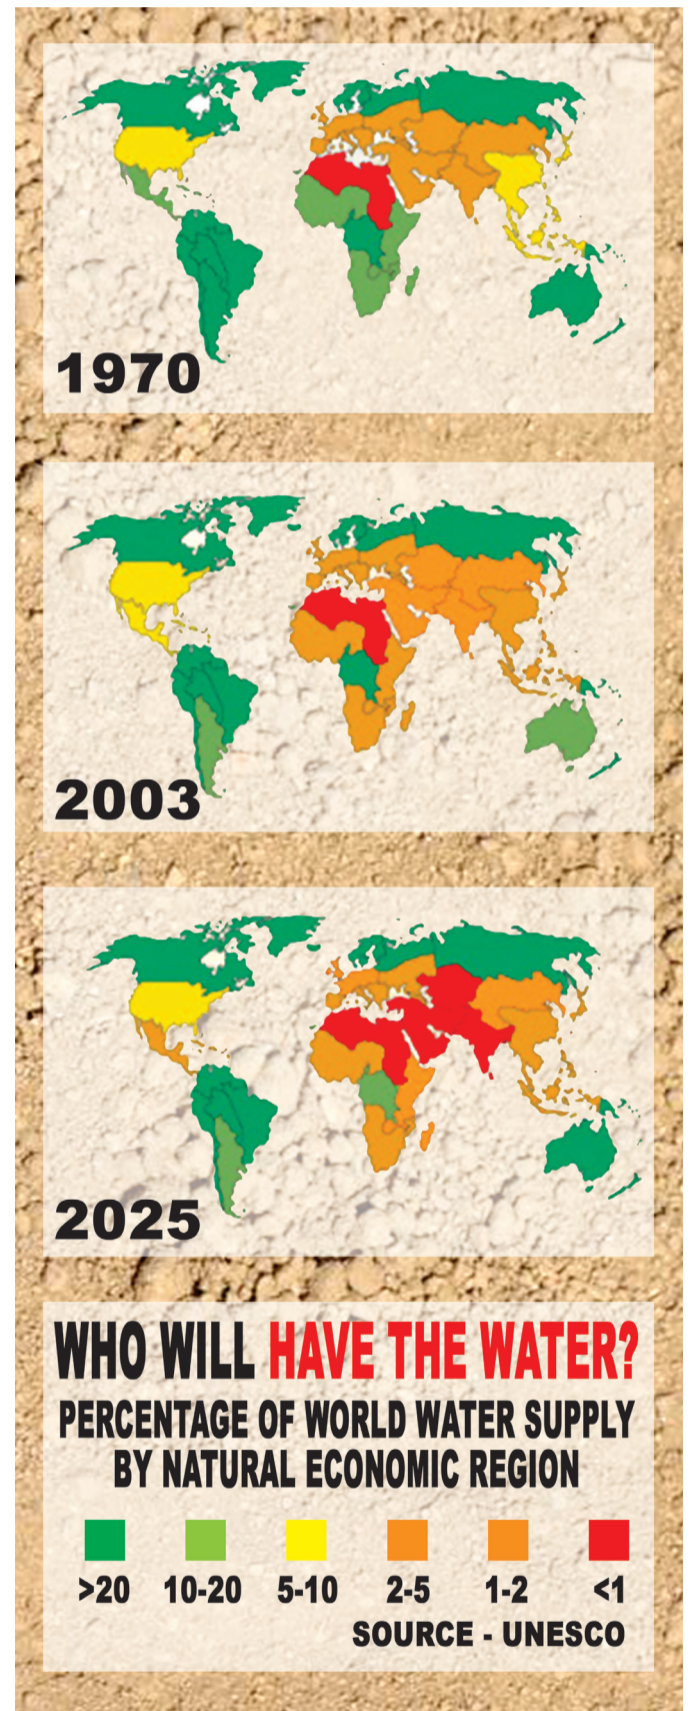 1970
2003
2025
WHO WILL HAVE THE WATER?
PERCENTAGE OF WORLD WATER SUPPLY
BY NATURAL ECONOMIC REGION
>20 10-20 5-10 2-5 1-2 <1
SOURCE - UNESCO